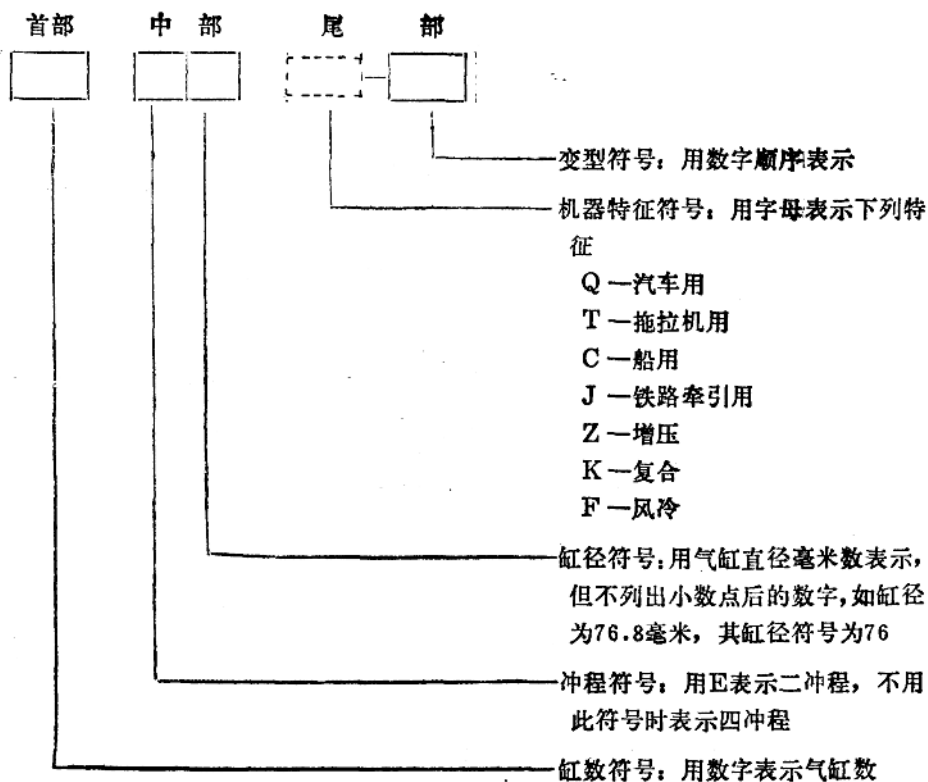 首部 中 部 尾 部
变型符号：用数字顺序表示
机器特征符号：用字母表示下列特
征
Q—汽车用
T—拖拉机用
C—船用
J—铁路牵引用
Z—增压
K—复合
F—风冷
缸径符号：用气缸直径毫米数表示，
但不列出小数点后的数字，如缸径
为76.8毫米，其缸径符号为76
冲程符号：用E表示二冲程，不用
此符号时表示四冲程
缸数符号：用数字表示气缸数